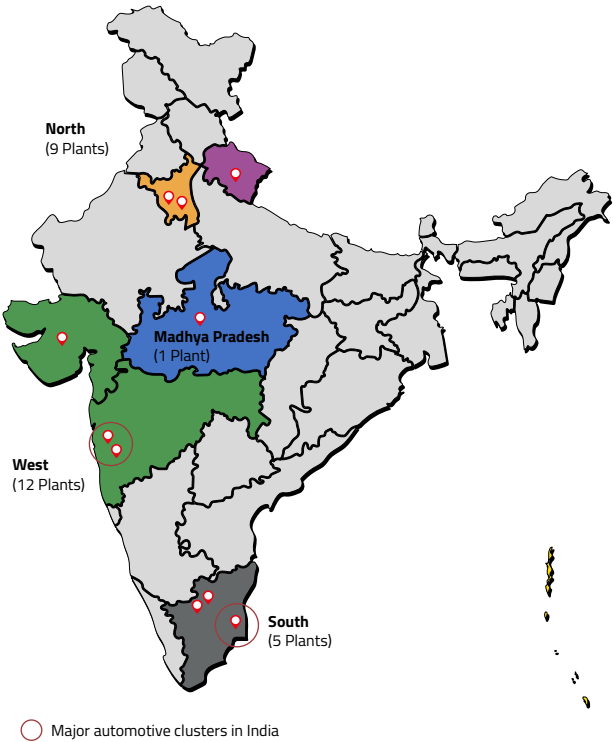 North
(9 Plants)
Madhya Pradesh
(1 Plant)
West
(12 Plants)
South
(5 Plants)
Major automotive clusters in India